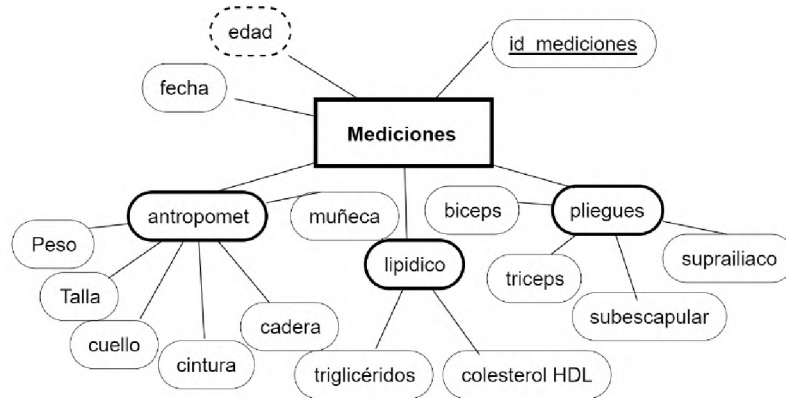 edad
id_mediciones
fecha
Mediciones
antropomet
muñeca
biceps
pliegues
Peso
lipidico
suprailiaco
Talla
triceps
cuello
cadera
subescapular
cintura
triglicéridos
colesterol HDL